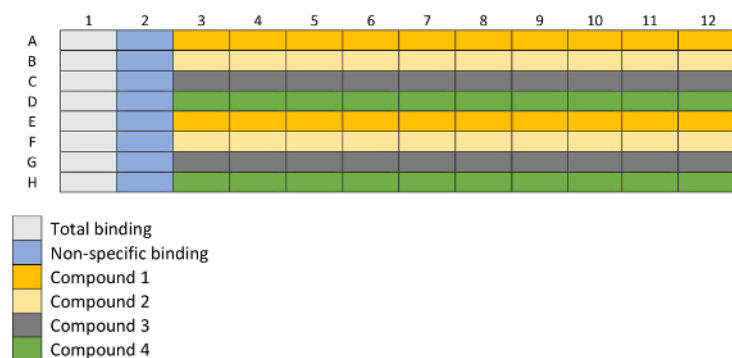 1 2 3 4 5 6 7 8 9 10 11 12
A
B
C
D
E
F
G
H
Total binding
Non-specific binding
Compound 1
Compound 2
Compound 3
Compound 4